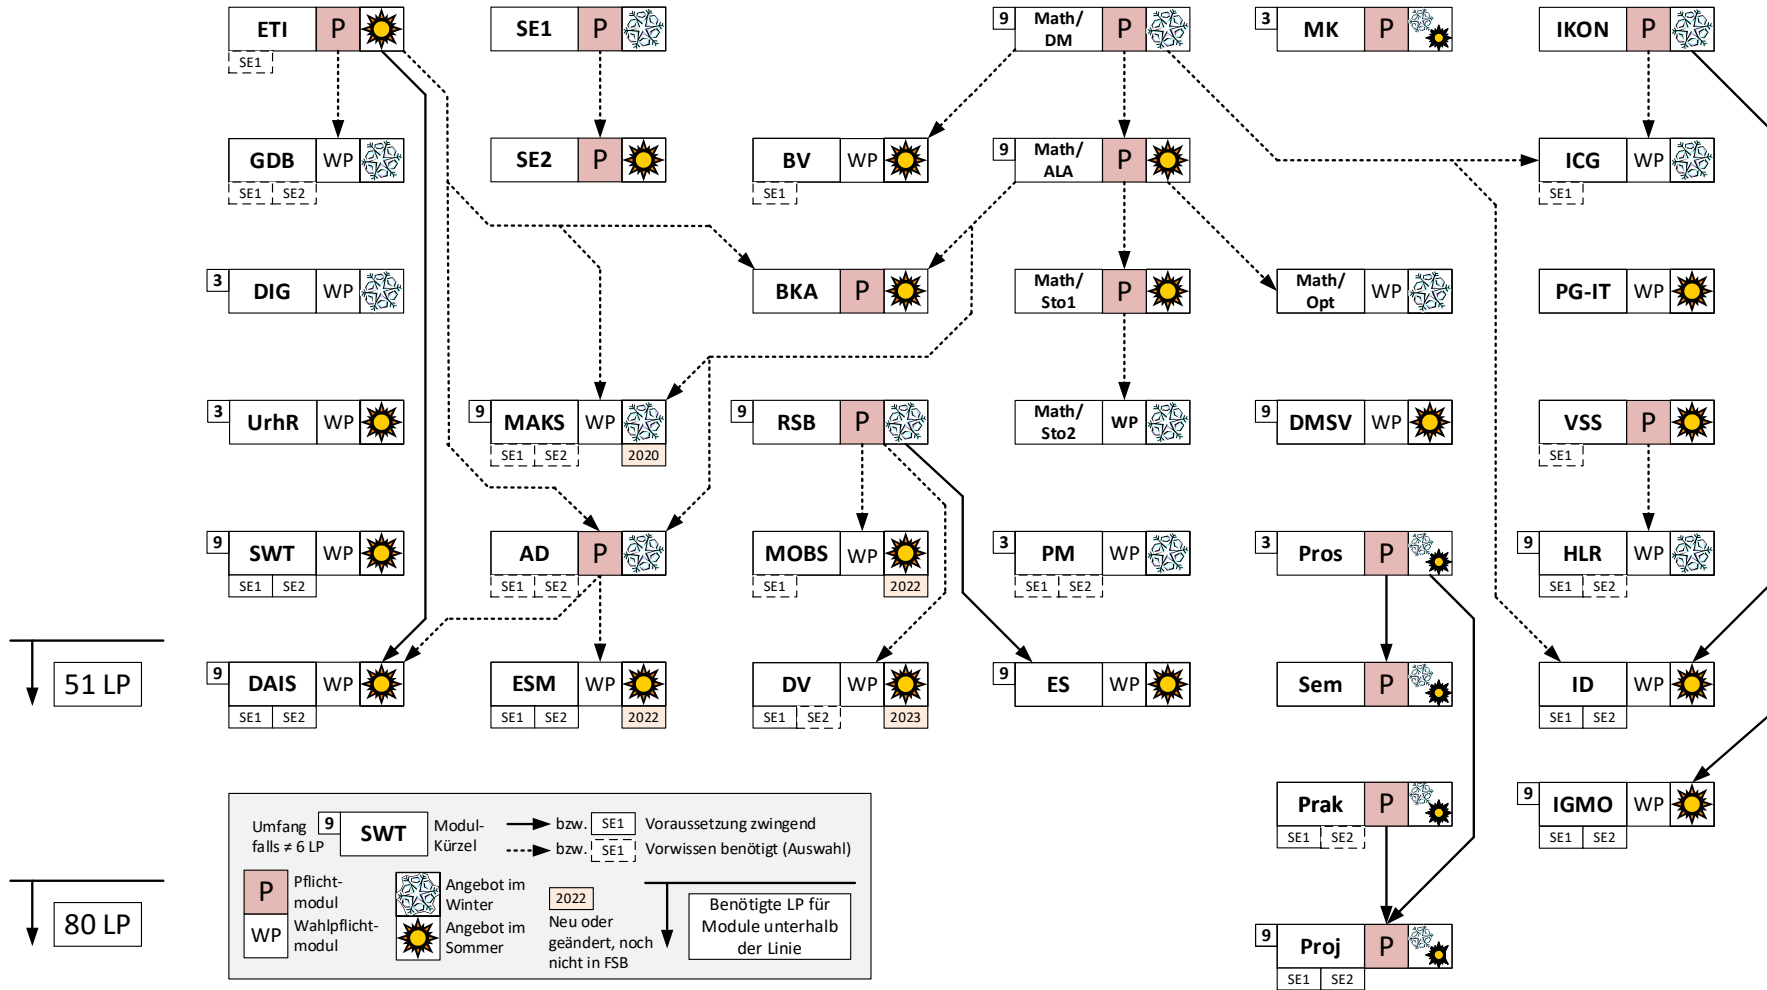 ETI P
SE1
SE1 P
9 Math/
DM P
3 MK P
IKON P
GDB WP
SE1 SE2
SE2 P
BV WP
SE1
9 Math/
ALA P
ICG WP
SE1
3 DIG WP
BKA P
Math/
Sto1 P
Math/
Opt WP
PG-IT WP
3 UrhR WP
9 MAKS WP
SE1 SE2 2020
9 RSB P
Math/
Sto2 WP
9 DMSV WP
VSS P
SE1
9 SWT WP
SE1 SE2
AD P
SE1 SE2
MOBS WP
SE1 2022
3 PM WP
SE1 SE2
3 Pros P
9 HLR WP
SE1 SE2
51 LP
9 DAIS WP
SE1 SE2
ESM WP
SE1 SE2 2022
DV WP
SE1 SE2 2023
9 ES WP
Sem P
ID WP
SE1 SE2
Prak P
SE1 SE2
9 IGMO WP
SE1 SE2
80 LP
9 Proj P
SE1 SE2
Umfang
falls ≠ 6 LP
9 SWT
Modul-
Kürzel
bzw. SE1 Voraussetzung zwingend
bzw. SE1 Vorwissen benötigt (Auswahl)
P Pflicht-
modul
WP Wahlpflicht-
modul
Angebot im
Winter
Angebot im
Sommer
2022
Neu oder
geändert, noch
nicht in FSB
Benötigte LP für
Module unterhalb
der Linie